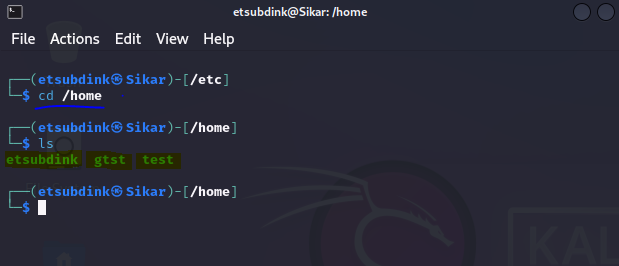 etsubdink@Sikar: /home
File Actions Edit View Help
┌──(etsubdink㉿Sikar)-[/etc]
└─$ cd /home
┌──(etsubdink㉿Sikar)-[/home]
└─$ ls
etsubdink gtst test
┌──(etsubdink㉿Sikar)-[/home]
└─$
KAL